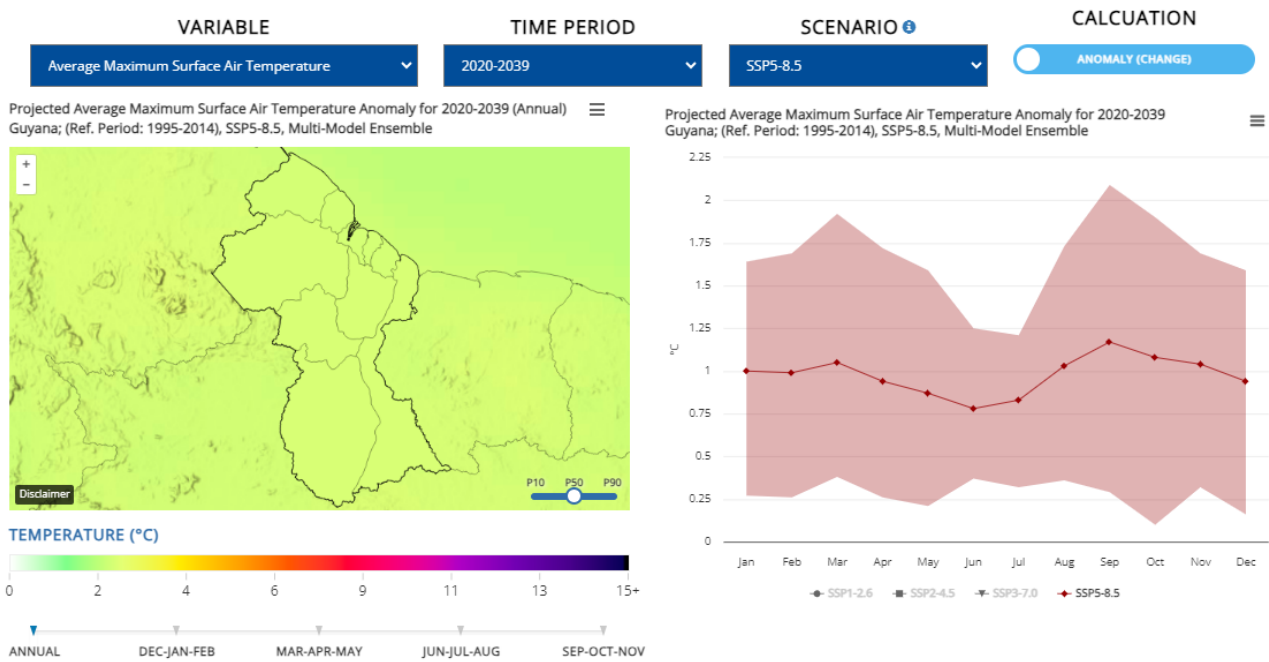 VARIABLE
TIME PERIOD
SCENARIO
CALCUATION
Average Maximum Surface Air Temperature
2020-2039
SSP5-8.5
ANOMALY (CHANGE)
Projected Average Maximum Surface Air Temperature Anomaly for 2020-2039 (Annual)
Guyana; (Ref. Period: 1995-2014), SSP5-8.5, Multi-Model Ensemble
+
−
Disclaimer
P10 P50 P90
TEMPERATURE (°C)
0 2 4 6 9 11 13 15+
ANNUAL DEC-JAN-FEB MAR-APR-MAY JUN-JUL-AUG SEP-OCT-NOV
Projected Average Maximum Surface Air Temperature Anomaly for 2020-2039
Guyana; (Ref. Period: 1995-2014), SSP5-8.5, Multi-Model Ensemble
2.25
2
1.75
1.5
1.25
°C
1
0.75
0.5
0.25
0
Jan Feb Mar Apr May Jun Jul Aug Sep Oct Nov Dec
SSP1-2.6 SSP2-4.5 SSP3-7.0 SSP5-8.5